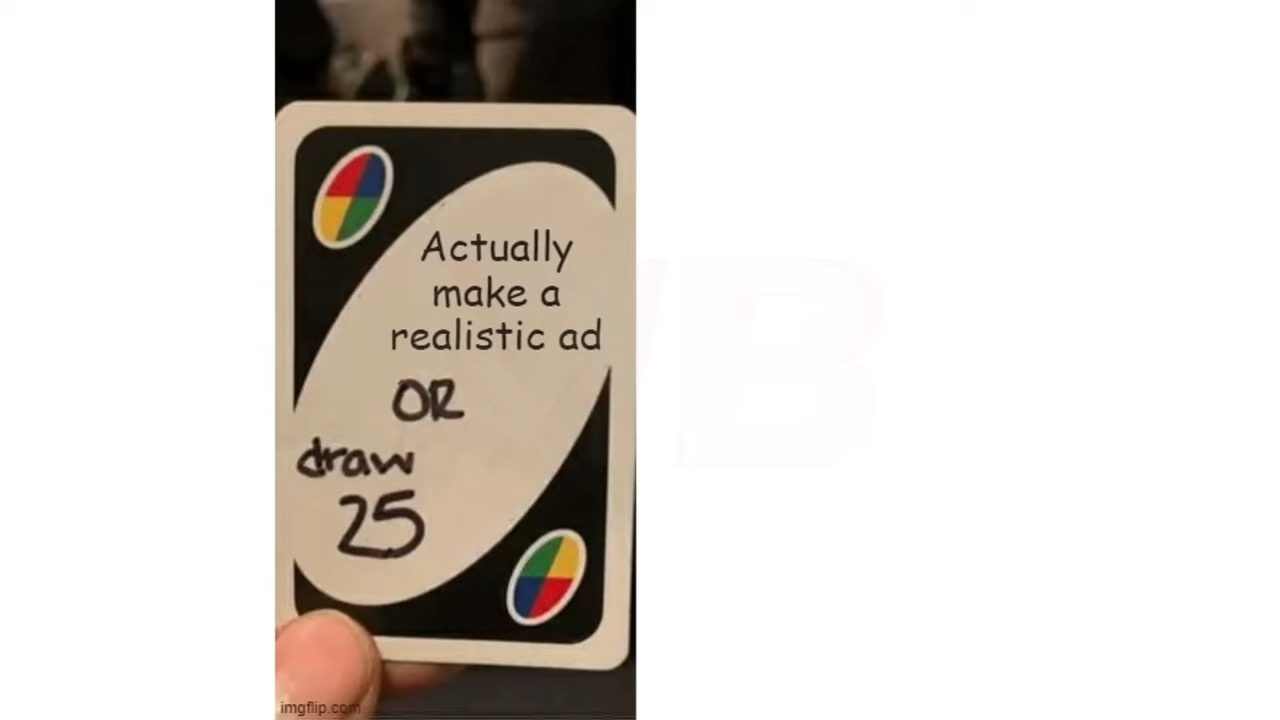 Actually
make a
realistic ad
OR
draw
25
imgflip.com